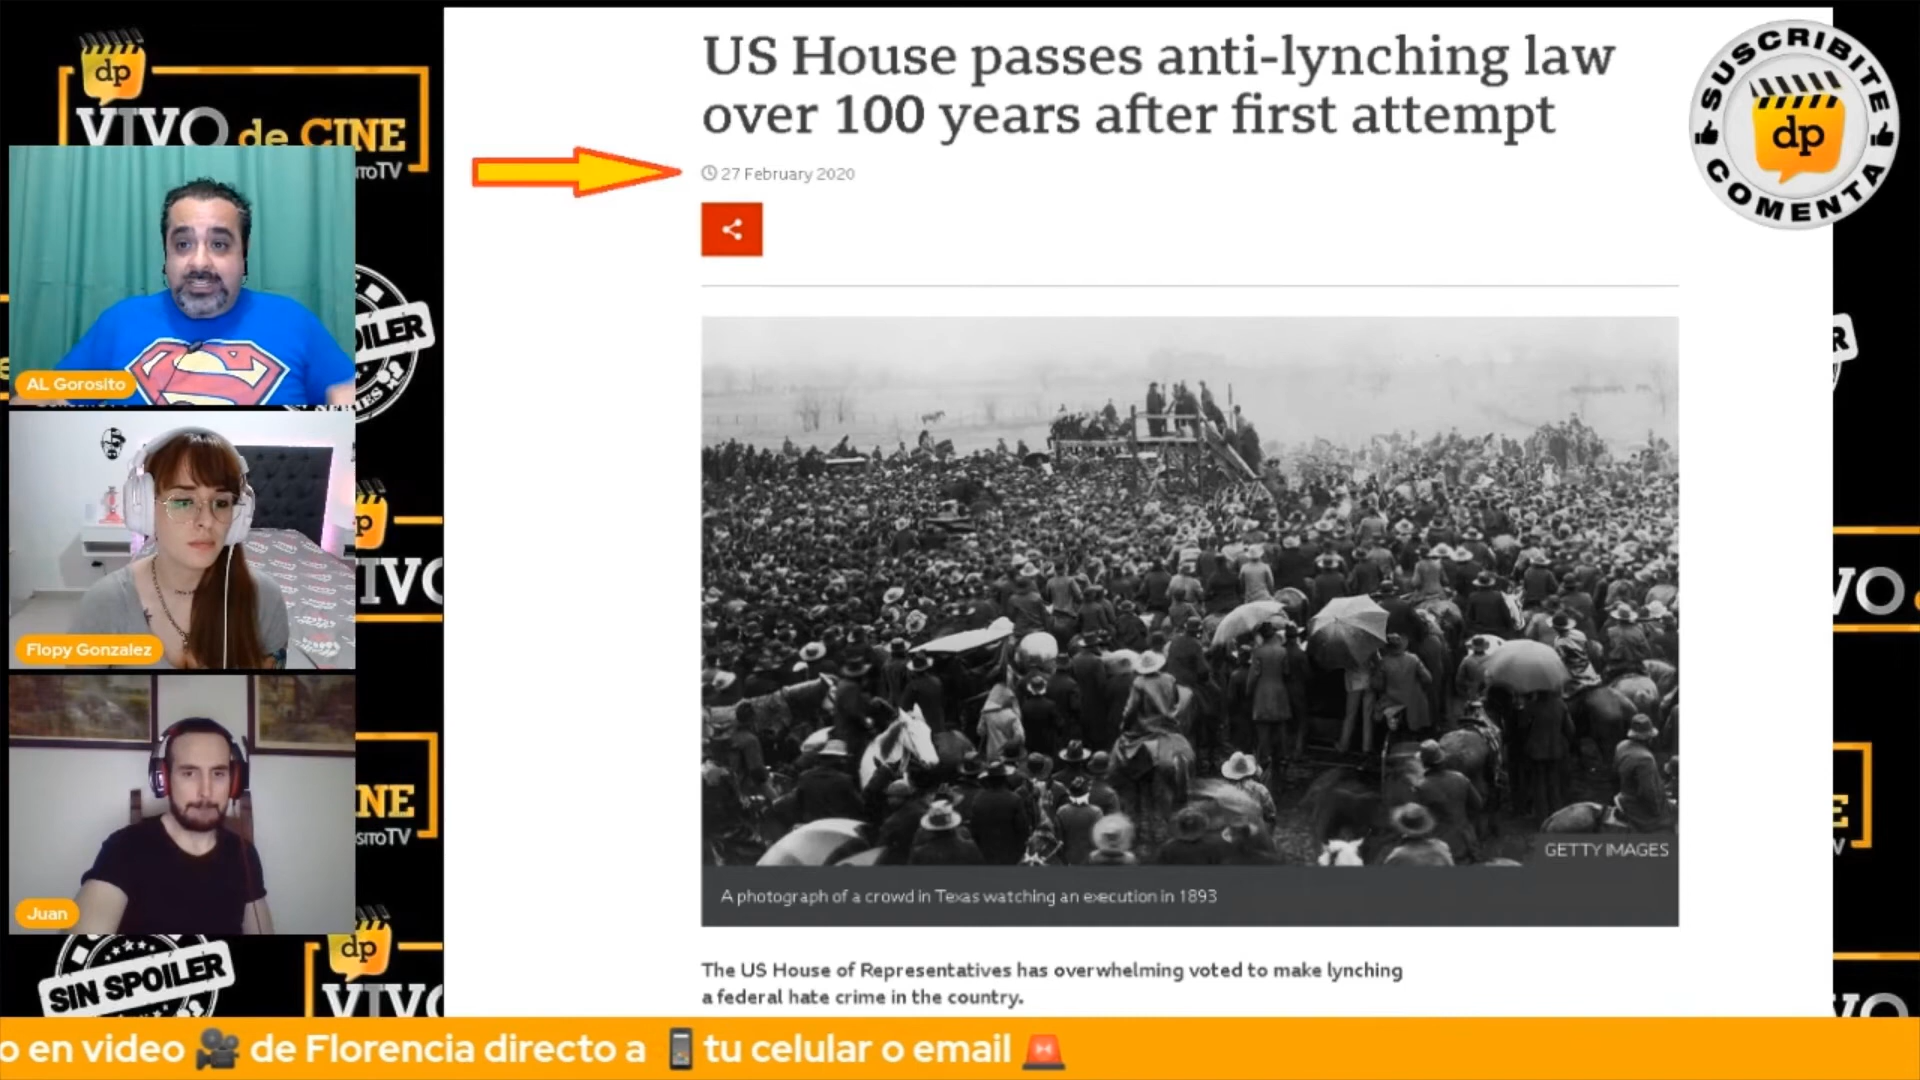 US House passes anti-lynching law
over 100 years after first attempt
27 February 2020
GETTY IMAGES
A photograph of a crowd in Texas watching an execution in 1893
The US House of Representatives has overwhelming voted to make lynching
a federal hate crime in the country.
SUSCRIBITE
dp
COMENTA
dp
VIVO de CINE
AL Gorosito
Flopy Gonzalez
Juan
SIN SPOILER
dp
VIVO
o en video de Florencia directo a tu celular o email